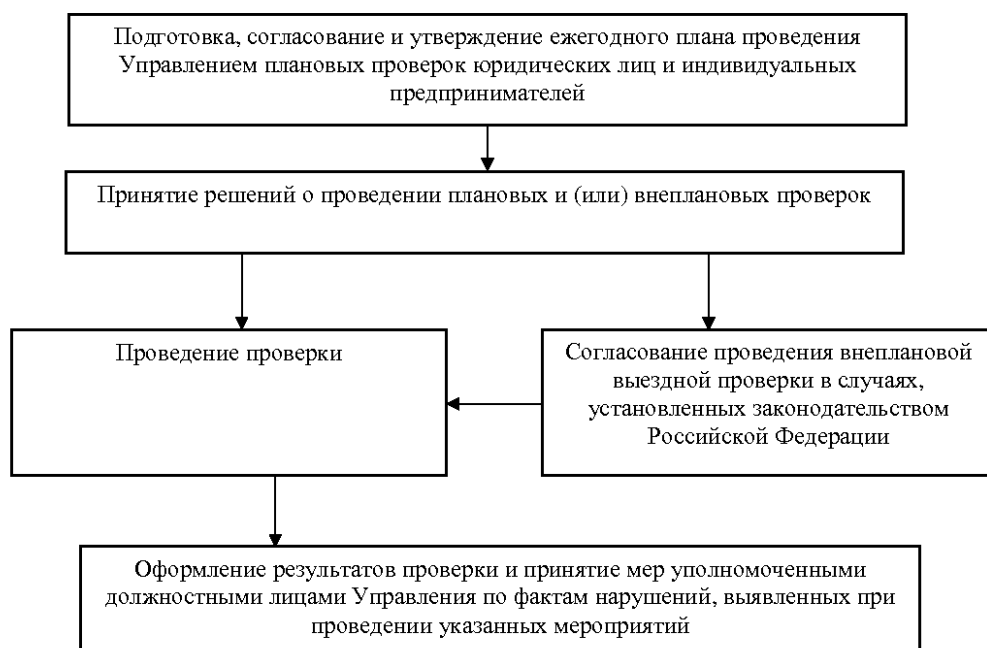 Подготовка, согласование и утверждение ежегодного плана проведения
Управлением плановых проверок юридических лиц и индивидуальных
предпринимателей
Принятие решений о проведении плановых и (или) внеплановых проверок
Проведение проверки
Согласование проведения внеплановой
выездной проверки в случаях,
установленных законодательством
Российской Федерации
Оформление результатов проверки и принятие мер уполномоченными
должностными лицами Управления по фактам нарушений, выявленных при
проведении указанных мероприятий